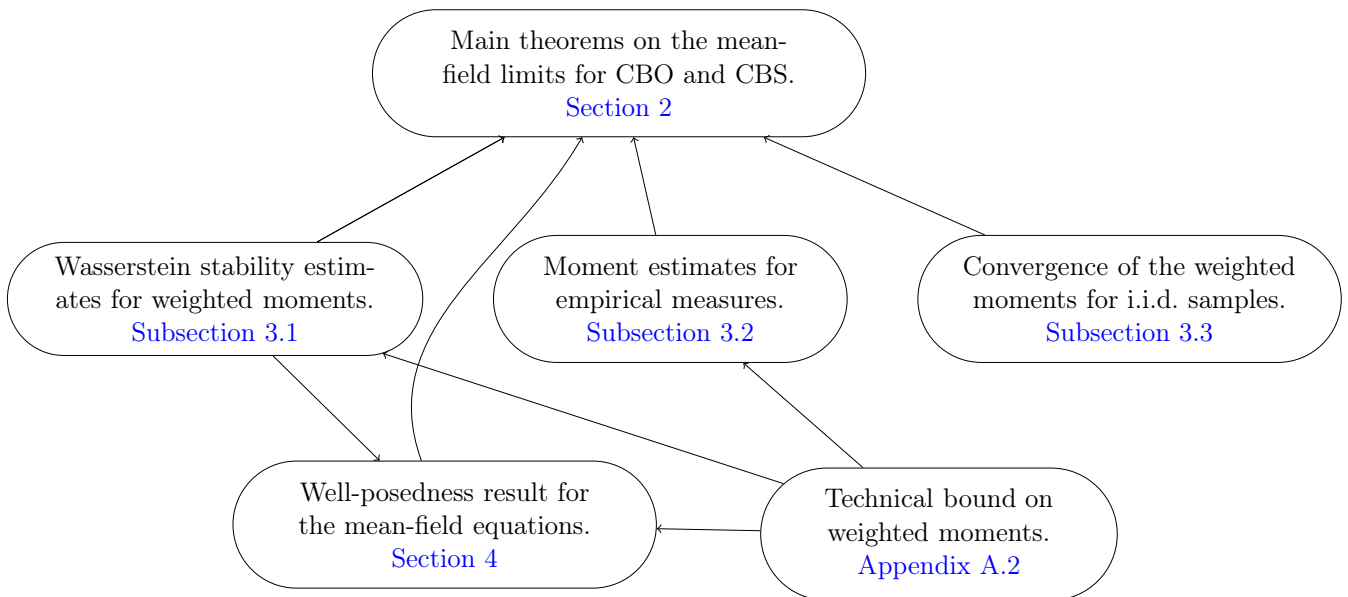 Main theorems on the mean-
field limits for CBO and CBS.
Section 2
Wasserstein stability estim-
ates for weighted moments.
Subsection 3.1
Moment estimates for
empirical measures.
Subsection 3.2
Convergence of the weighted
moments for i.i.d. samples.
Subsection 3.3
Well-posedness result for
the mean-field equations.
Section 4
Technical bound on
weighted moments.
Appendix A.2